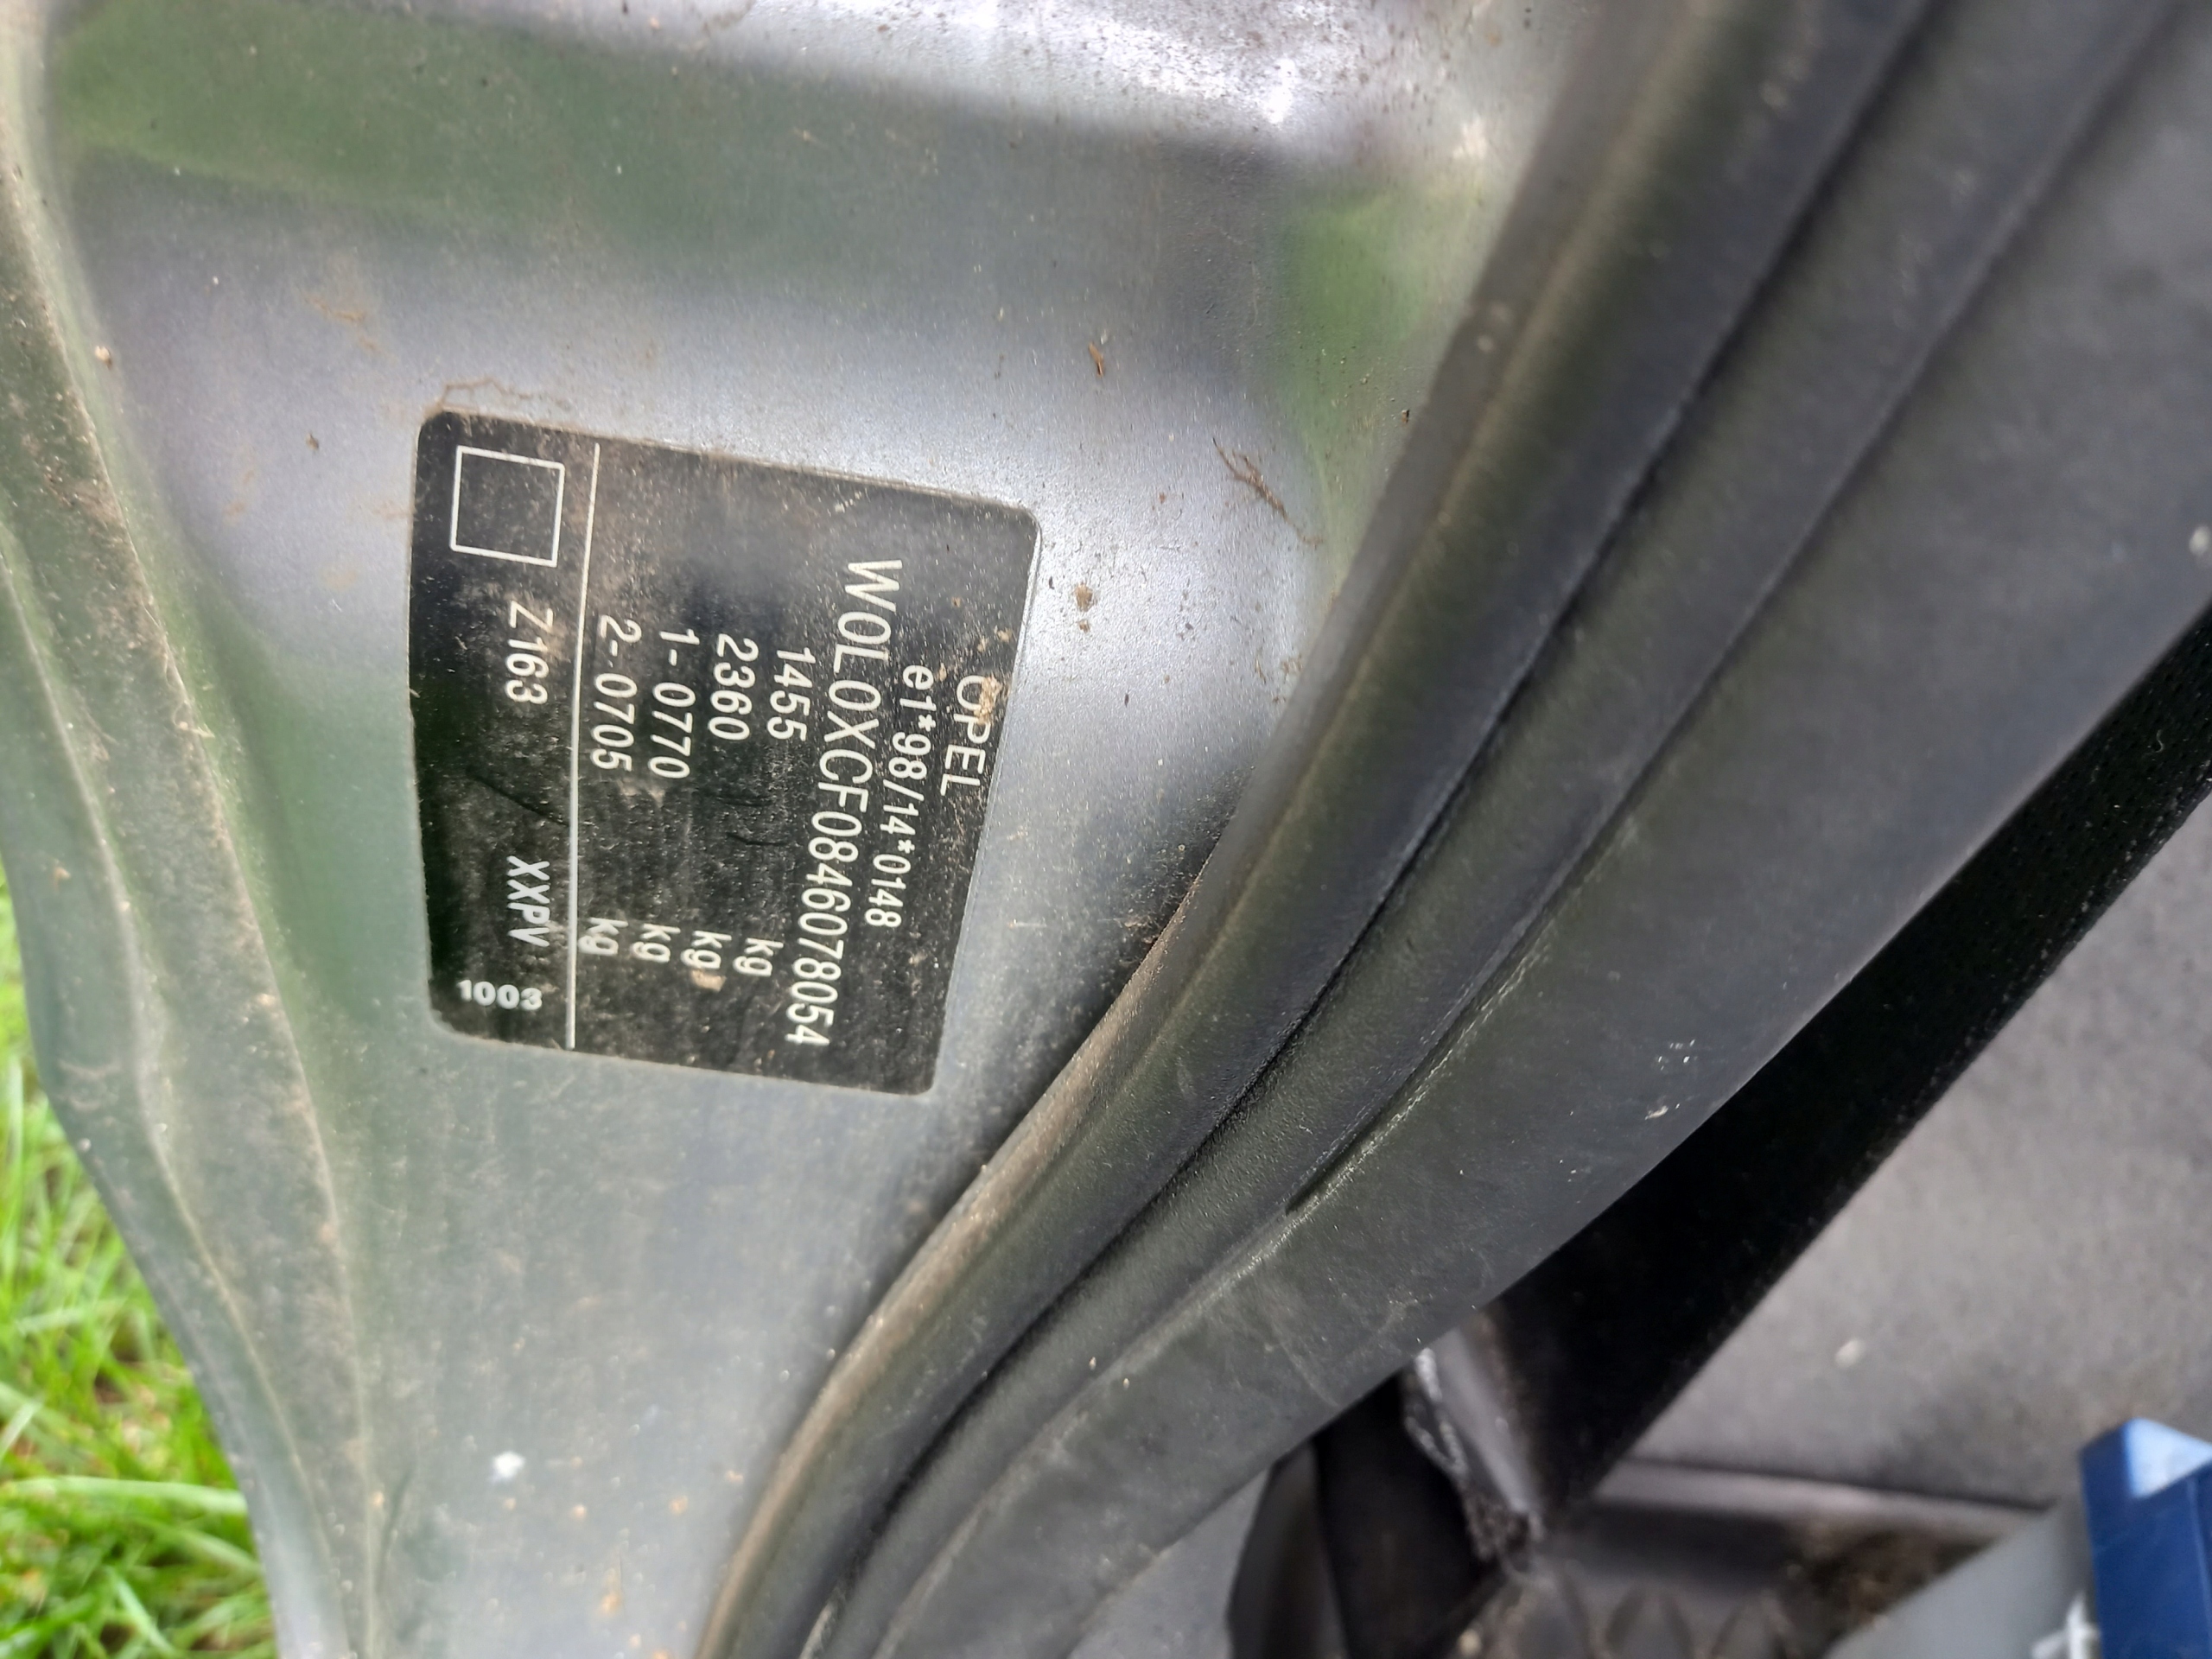 OPEL
e1*98/14*0148
W0L0XCF0846078054
1455 kg
2360 kg
1-0770 kg
2-0705 kg
Z163 XXPV
1003